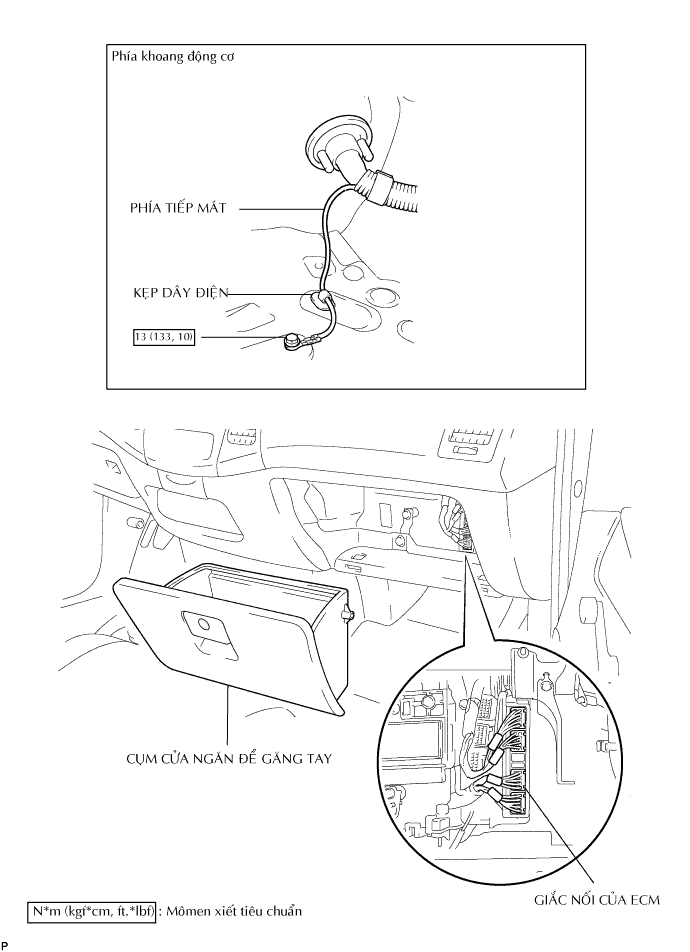 Phía khoang động cơ
PHÍA TIẾP MÁT
KẸP DÂY ĐIỆN
13 (133, 10)
CỤM CỬA NGĂN ĐỂ GĂNG TAY
GIẮC NỐI CỦA ECM
N*m (kgf*cm, ft.*lbf) : Mômen xiết tiêu chuẩn
P